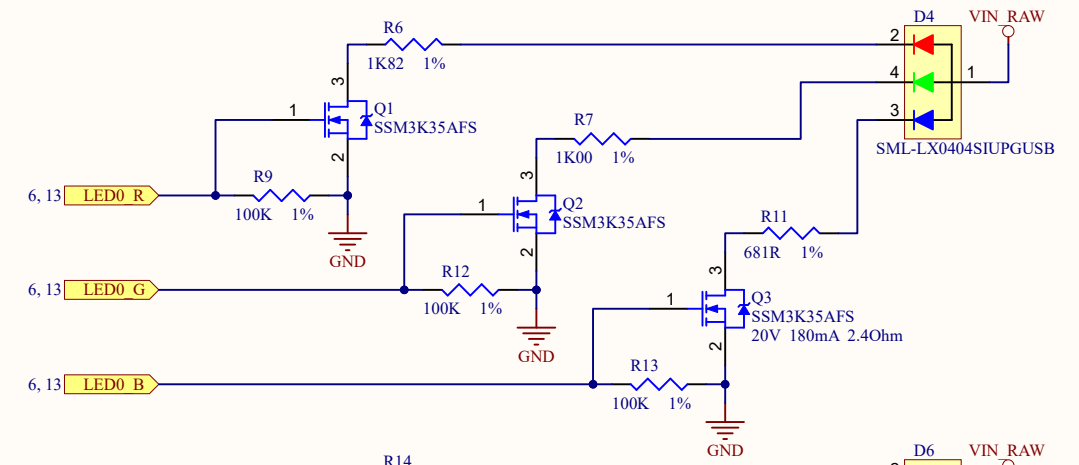 D4
VIN_RAW
R6
2
1K82 1%
3
4
1
Q1
1
SSM3K35AFS
R7
3
SML-LX0404SIUPGUSB
2
1K00 1%
3
R9
6, 13 LED0_R
1
Q2
100K 1%
SSM3K35AFS
R11
2
681R 1%
GND
R12
3
6, 13 LED0_G
1
Q3
100K 1%
SSM3K35AFS
20V 180mA 2.4Ohm
2
GND
R13
6, 13 LED0_B
100K 1%
GND
R14
D6
VIN_RAW